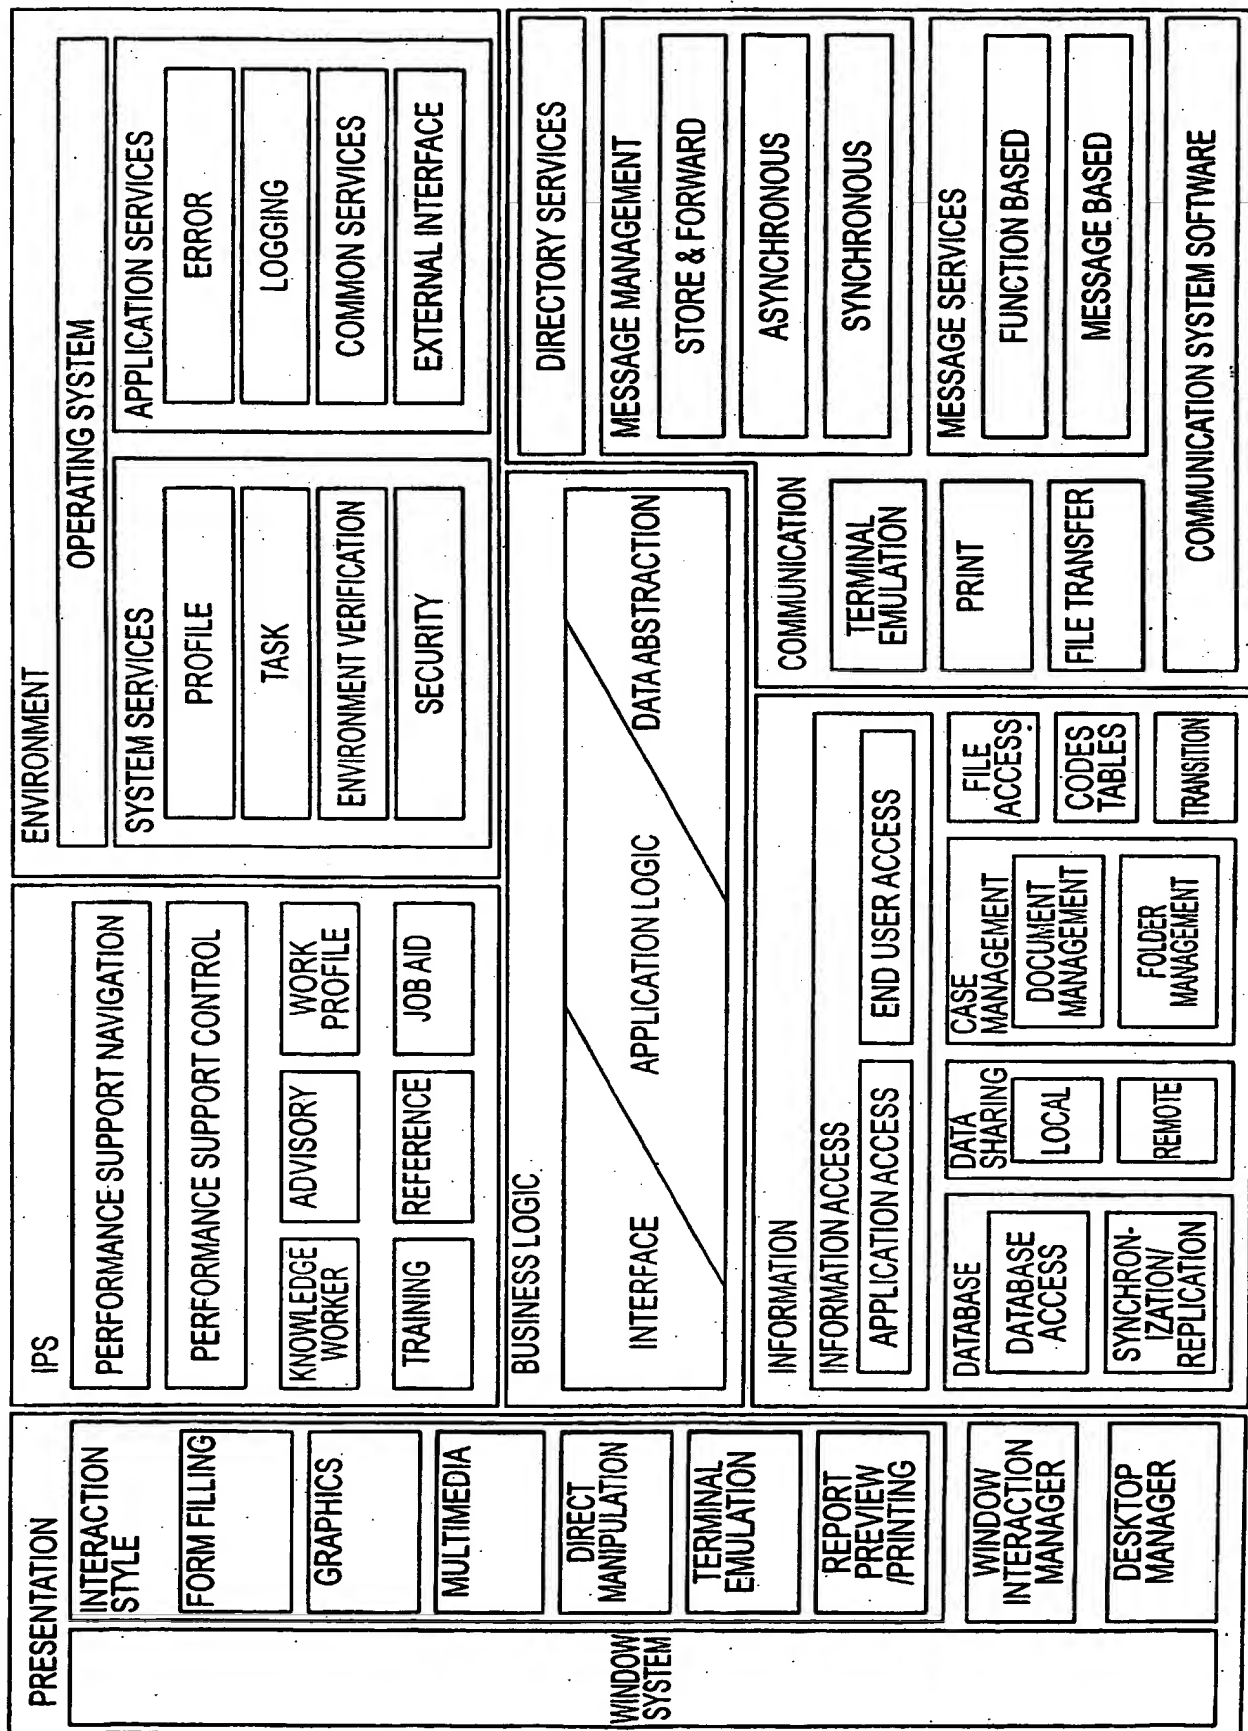 PRESENTATION
WINDOW
SYSTEM
INTERACTION
STYLE
FORM FILLING
GRAPHICS
MULTIMEDIA
DIRECT
MANIPULATION
TERMINAL
EMULATION
REPORT
PREVIEW
/PRINTING
WINDOW
INTERACTION
MANAGER
DESKTOP
MANAGER
IPS
PERFORMANCE SUPPORT NAVIGATION
PERFORMANCE SUPPORT CONTROL
KNOWLEDGE
WORKER
ADVISORY
WORK
PROFILE
TRAINING
REFERENCE
JOB AID
ENVIRONMENT
OPERATING SYSTEM
SYSTEM SERVICES
PROFILE
TASK
ENVIRONMENT VERIFICATION
SECURITY
APPLICATION SERVICES
ERROR
LOGGING
COMMON SERVICES
EXTERNAL INTERFACE
BUSINESS LOGIC
INTERFACE
APPLICATION LOGIC
DATA ABSTRACTION
INFORMATION
INFORMATION ACCESS
APPLICATION ACCESS
END USER ACCESS
DATABASE
DATABASE
ACCESS
SYNCHRON-
IZATION/
REPLICATION
DATA
SHARING
LOCAL
REMOTE
CASE
MANAGEMENT
DOCUMENT
MANAGEMENT
FOLDER
MANAGEMENT
FILE
ACCESS
CODES
TABLES
TRANSITION
COMMUNICATION
TERMINAL
EMULATION
PRINT
FILE TRANSFER
DIRECTORY SERVICES
MESSAGE MANAGEMENT
STORE & FORWARD
ASYNCHRONOUS
SYNCHRONOUS
MESSAGE SERVICES
FUNCTION BASED
MESSAGE BASED
COMMUNICATION SYSTEM SOFTWARE